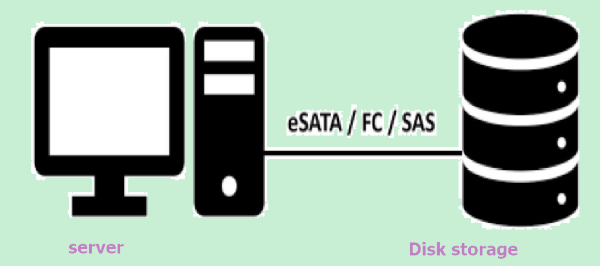 eSATA / FC / SAS
server
Disk storage